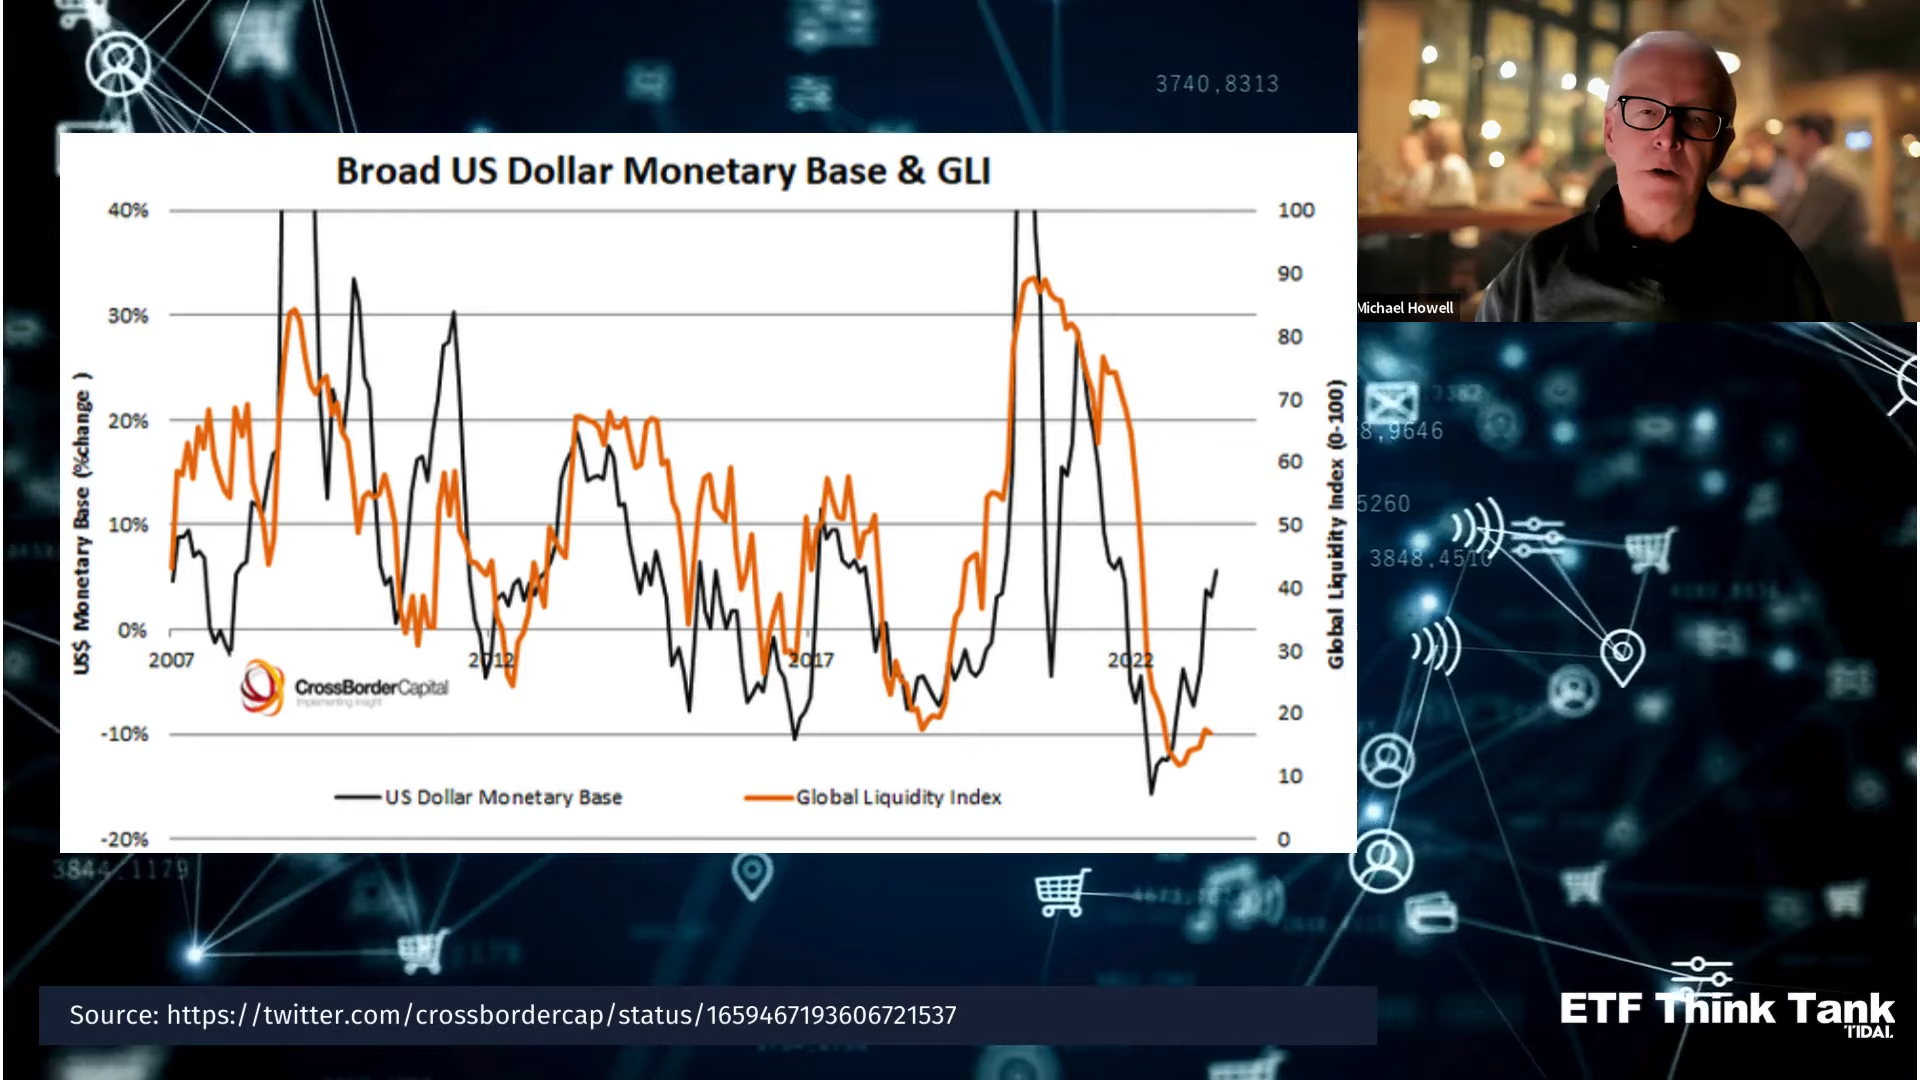 3740,8313
Broad US Dollar Monetary Base & GLI
40%
30%
20%
10%
0%
-10%
-20%
100
90
80
70
60
50
40
30
20
10
0
US$ Monetary Base (%change )
Global Liquidity Index (0-100)
2007
2012
2017
2022
CrossBorderCapital
Implementing Insight
US Dollar Monetary Base
Global Liquidity Index
Michael Howell
8,9646
5260
3848,4510
3844,1179
Source: https://twitter.com/crossbordercap/status/1659467193606721537
ETF Think Tank
TIDAL